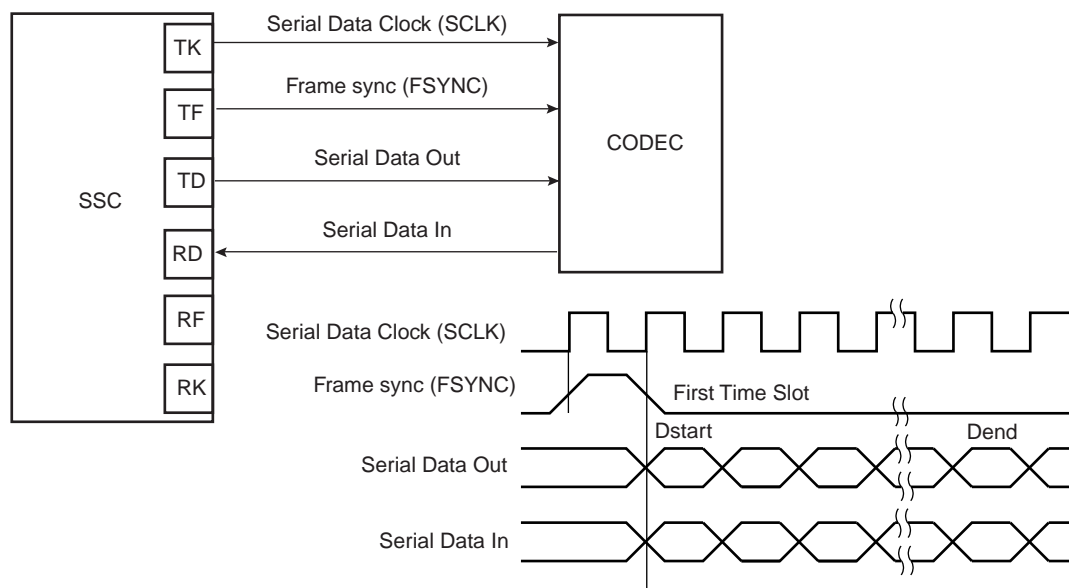 SSC
TK
TF
TD
RD
RF
RK
Serial Data Clock (SCLK)
Frame sync (FSYNC)
Serial Data Out
Serial Data In
CODEC
Serial Data Clock (SCLK)
Frame sync (FSYNC)
First Time Slot
Dstart
Dend
Serial Data Out
Serial Data In